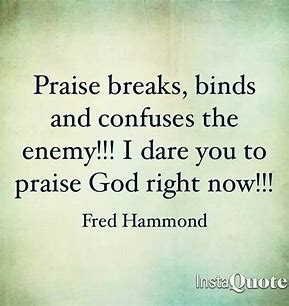 Praise breaks, binds
and confuses the
enemy!!! I dare you to
praise God right now!!!
Fred Hammond
InstaQuote